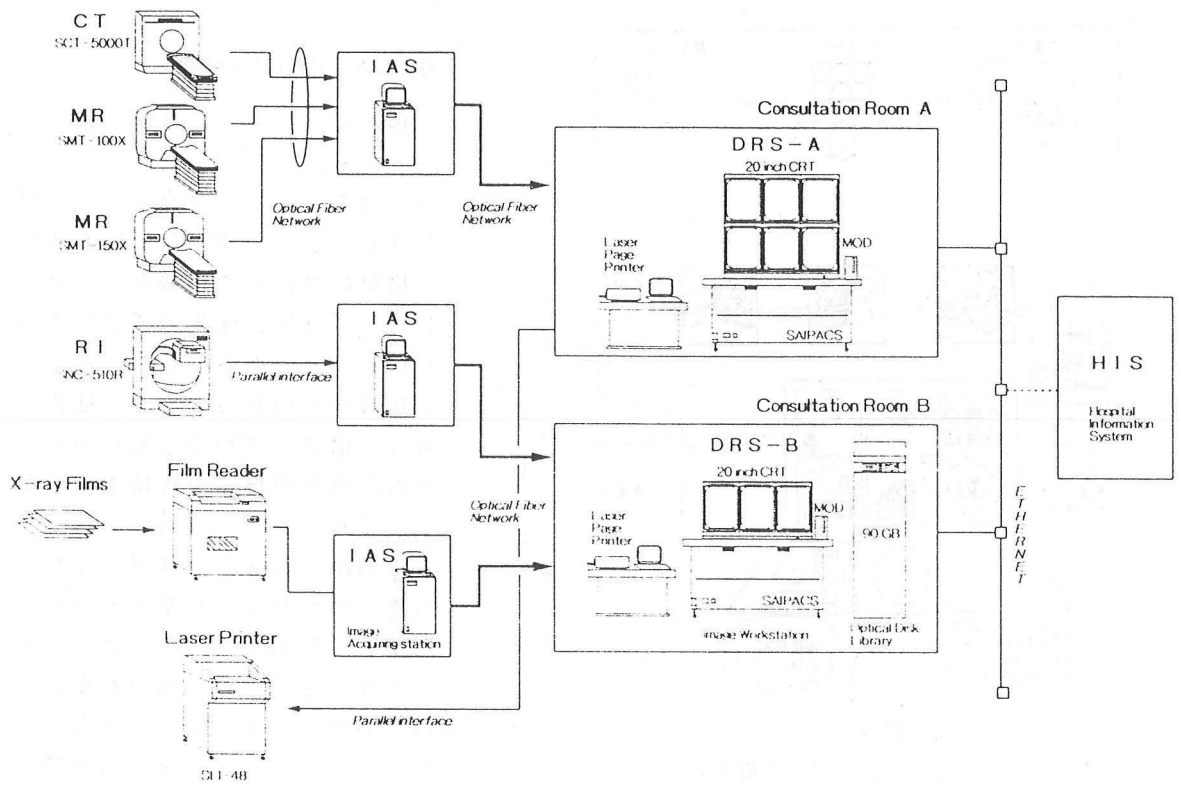 CT
SCT-5000T
MR
SMT-100X
MR
SMT-150X
RI
SNC-510R
X-ray Films
Film Reader
Laser Printer
IAS
Optical Fiber
Network
Optical Fiber
Network
IAS
Parallel interface
IAS
Image
Acquiring station
Parallel interface
Consultation Room A
DRS-A
20 inch CRT
Laser
Page
Printer
MOD
SAIPACS
Consultation Room B
DRS-B
20 inch CRT
Optical Fiber
Network
Laser
Page
Printer
MOD
90 GB
SAIPACS
Image Workstation
Optical Disk
Library
ETHERNET
HIS
Hospital
Information
System